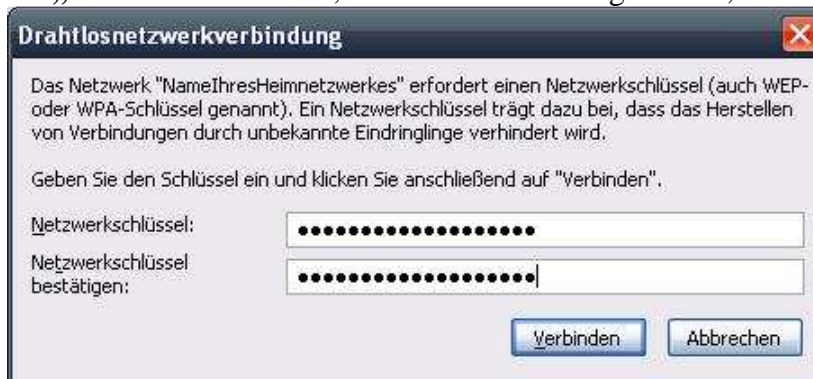 Drahtlosnetzwerkverbindung
Das Netzwerk "NameIhresHeimnetzwerkes" erfordert einen Netzwerkschlüssel (auch WEP-
oder WPA-Schlüssel genannt). Ein Netzwerkschlüssel trägt dazu bei, dass das Herstellen
von Verbindungen durch unbekannte Eindringlinge verhindert wird.
Geben Sie den Schlüssel ein und klicken Sie anschließend auf "Verbinden".
Netzwerkschlüssel: ●●●●●●●●●●●●●●●●●●●
Netzwerkschlüssel ●●●●●●●●●●●●●●●●●●●
bestätigen:
Verbinden Abbrechen